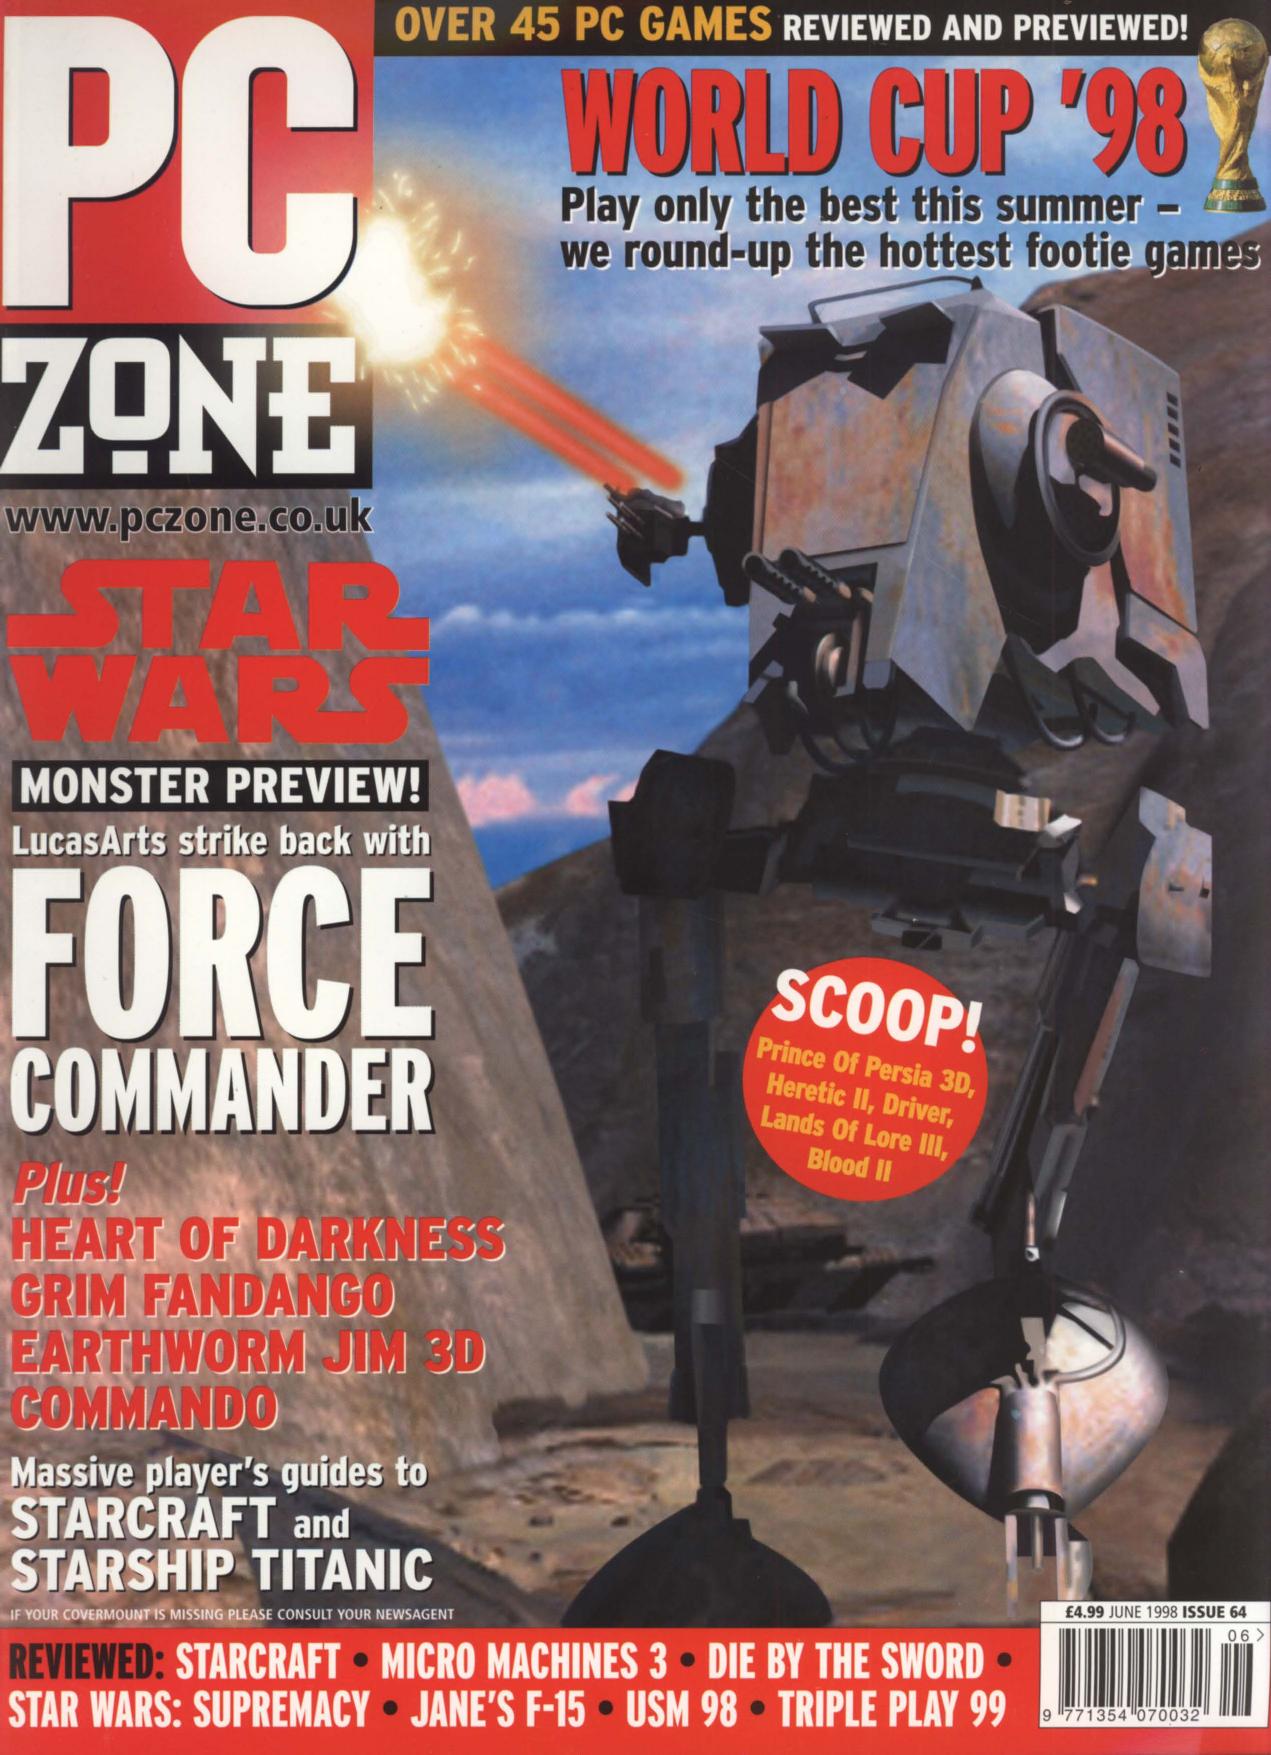 OVER 45 PC GAMES REVIEWED AND PREVIEWED!
PC
ZONE
www.pczone.co.uk
WORLD CUP '98
Play only the best this summer –
we round-up the hottest footie games
STAR
WARS
MONSTER PREVIEW!
LucasArts strike back with
FORCE
COMMANDER
SCOOP!
Prince Of Persia 3D,
Heretic II, Driver,
Lands Of Lore III,
Blood II
Plus!
HEART OF DARKNESS
GRIM FANDANGO
EARTHWORM JIM 3D
COMMANDO
Massive player's guides to
STARCRAFT and
STARSHIP TITANIC
IF YOUR COVERMOUNT IS MISSING PLEASE CONSULT YOUR NEWSAGENT
£4.99 JUNE 1998 ISSUE 64
06 >
9 771354 070032
REVIEWED: STARCRAFT • MICRO MACHINES 3 • DIE BY THE SWORD •
STAR WARS: SUPREMACY • JANE'S F-15 • USM 98 • TRIPLE PLAY 99